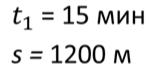 t₁ = 15 мин
s = 1200 м